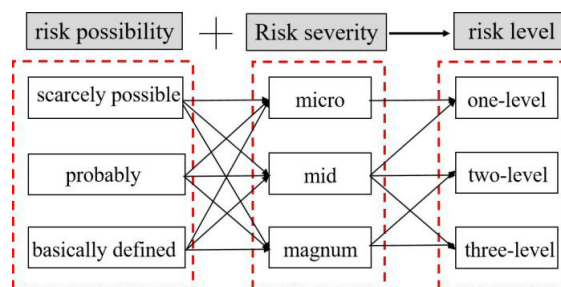 risk possibility + Risk severity risk level
scarcely possible micro one-level
probably mid two-level
basically defined magnum three-level